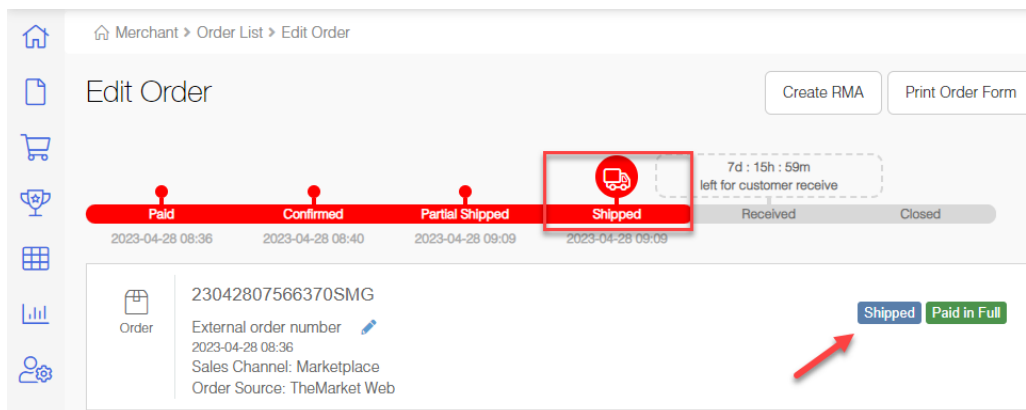 Merchant > Order List > Edit Order
Edit Order
Create RMA
Print Order Form
7d : 15h : 59m
left for customer receive
Paid Confirmed Partial Shipped Shipped Received Closed
2023-04-28 08:36 2023-04-28 08:40 2023-04-28 09:09 2023-04-28 09:09
Order
23042807566370SMG
External order number
2023-04-28 08:36
Sales Channel: Marketplace
Order Source: TheMarket Web
Shipped Paid in Full